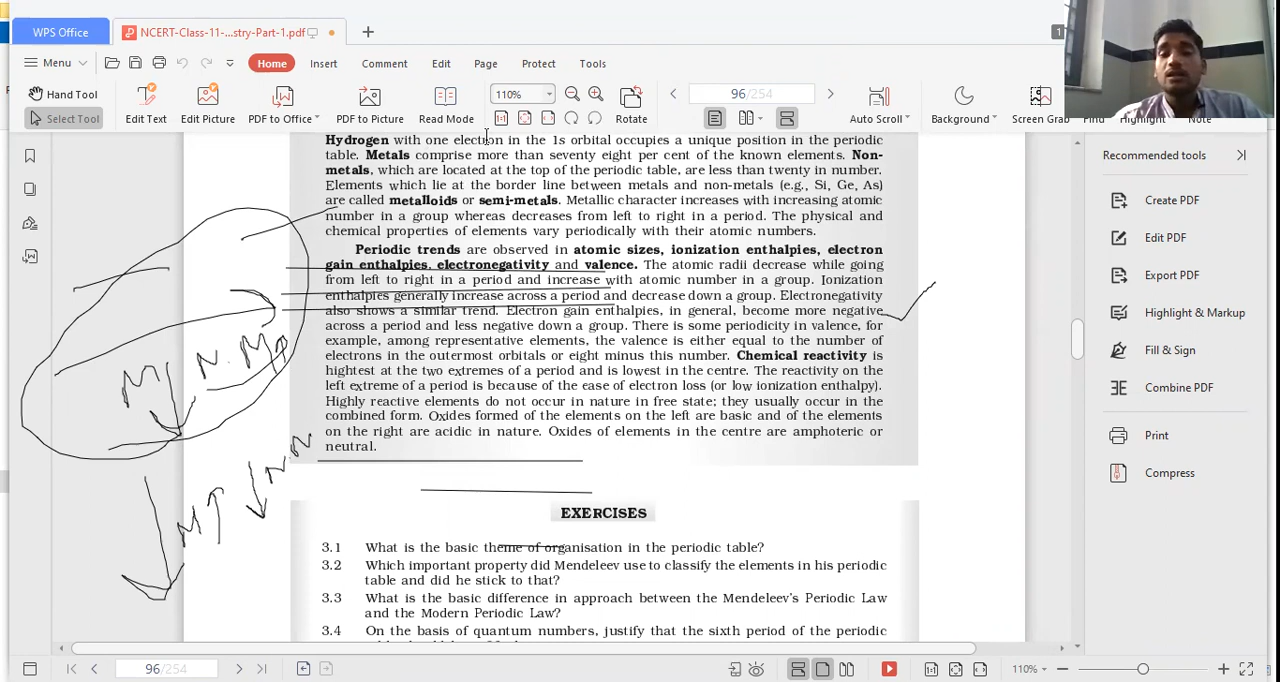 WPS Office
NCERT-Class-11-...stry-Part-1.pdf
1
Menu
Home
Insert
Comment
Edit
Page
Protect
Tools
Hand Tool
Select Tool
Edit Text
Edit Picture
PDF to Office
PDF to Picture
Read Mode
110%
Rotate
96/254
Auto Scroll
Background
Screen Grab
Hydrogen with one election in the 1s orbital occupies a unique position in the periodic
table. Metals comprise more than seventy eight per cent of the known elements. Non-
metals, which are located at the top of the periodic table, are less than twenty in number.
Elements which lie at the border line between metals and non-metals (e.g., Si, Ge, As)
are called metalloids or semi-metals. Metallic character increases with increasing atomic
number in a group whereas decreases from left to right in a period. The physical and
chemical properties of elements vary periodically with their atomic numbers.
Periodic trends are observed in atomic sizes, ionization enthalpies, electron
gain enthalpies, electronegativity and valence. The atomic radii decrease while going
from left to right in a period and increase with atomic number in a group. Ionization
enthalpies generally increase across a period and decrease down a group. Electronegativity
also shows a similar trend. Electron gain enthalpies, in general, become more negative
across a period and less negative down a group. There is some periodicity in valence, for
example, among representative elements, the valence is either equal to the number of
electrons in the outermost orbitals or eight minus this number. Chemical reactivity is
hightest at the two extremes of a period and is lowest in the centre. The reactivity on
the left extreme of a period is because of the ease of electron loss (or low ionization enthalpy).
Highly reactive elements do not occur in nature in free state; they usually occur in the
combined form. Oxides formed of the elements on the left are basic and of the elements
on the right are acidic in nature. Oxides of elements in the centre are amphoteric or
neutral.
EXERCISES
3.1 What is the basic theme of organisation in the periodic table?
3.2 Which important property did Mendeleev use to classify the elements in his periodic
table and did he stick to that?
3.3 What is the basic difference in approach between the Mendeleev's Periodic Law
and the Modern Periodic Law?
3.4 On the basis of quantum numbers, justify that the sixth period of the periodic
Recommended tools
Create PDF
Edit PDF
Export PDF
Highlight & Markup
Fill & Sign
Combine PDF
Print
Compress
96/254
110%